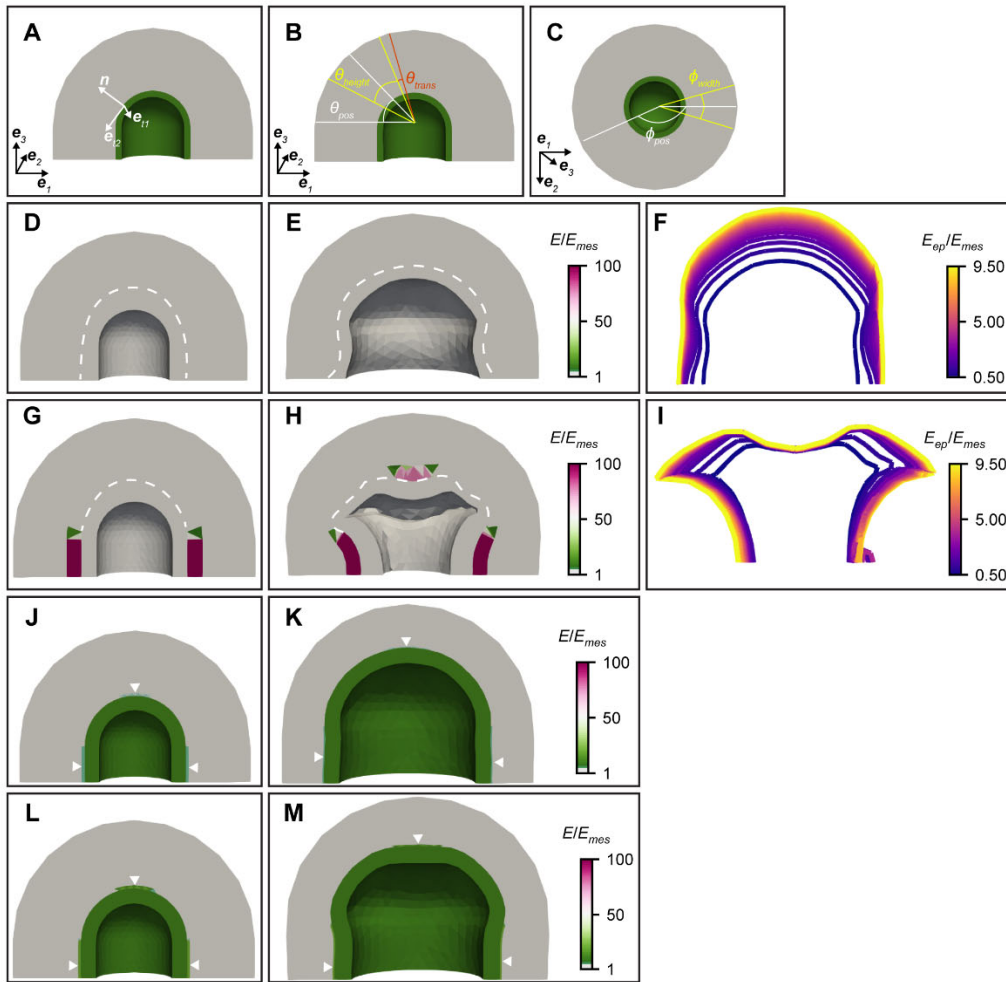 A
n
e_t1
e_t2
e_3
e_2
e_1
B
θ_height
θ_trans
θ_pos
e_3
e_2
e_1
C
ϕ_width
ϕ_pos
e_1
e_3
e_2
D
E
E/E_mes
100
50
1
F
E_ep/E_mes
9.50
5.00
0.50
G
H
E/E_mes
100
50
1
I
E_ep/E_mes
9.50
5.00
0.50
J
K
E/E_mes
100
50
1
L
M
E/E_mes
100
50
1